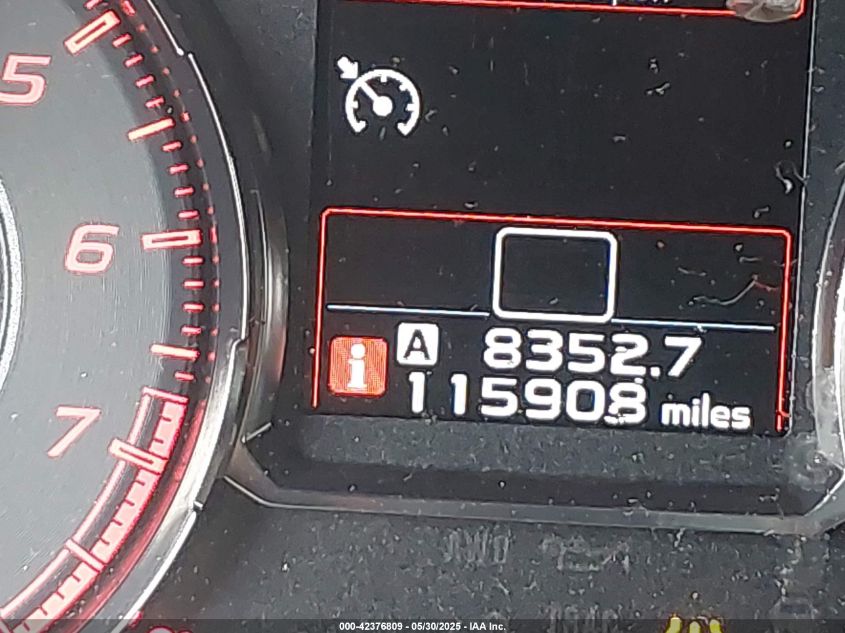 5
6
7
A 8352.7
i 115908 miles
000-42376809 - 05/30/2025 - IAA Inc.